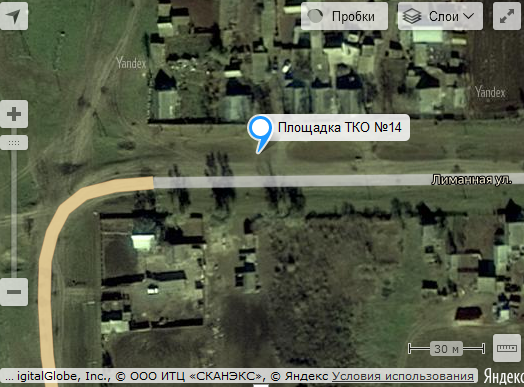 Пробки
Слои
Yandex
Yandex
Площадка ТКО №14
Лиманная ул.
30 м
... igitalGlobe, Inc., © ООО ИТЦ «СКАНЭКС», © Яндекс Условия использования
Яндекс